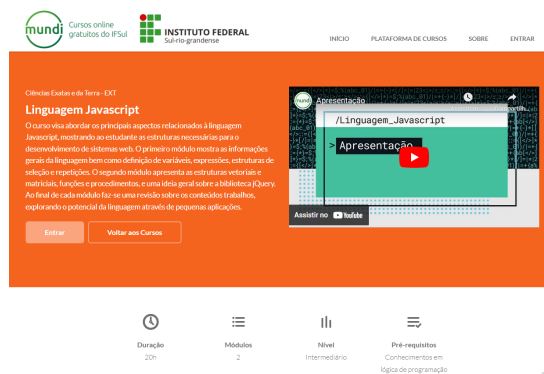 mundi
Cursos online
gratuitos do IFSul
INSTITUTO FEDERAL
Sul-rio-grandense
INÍCIO PLATAFORMA DE CURSOS SOBRE ENTRAR
Ciências Exatas e da Terra - EXT
Linguagem Javascript
O curso visa abordar os principais aspectos relacionados à linguagem
Javascript, mostrando ao estudante as estruturas necessárias para o
desenvolvimento de sistemas web. O primeiro módulo mostra as informações
gerais da linguagem bem como definição de variáveis, expressões, estruturas de
seleção e repetições. O segundo módulo apresenta as estruturas vetoriais e
matriciais, funções e procedimentos, e uma ideia geral sobre a biblioteca jQuery.
Ao final de cada módulo faz-se uma revisão sobre os conteúdos trabalhos,
explorando o potencial da linguagem através de pequenas aplicações.
Entrar Voltar aos Cursos
mundi
Apresentação
Compartilh...
/Linguagem_Javascript
> Apresentação_
Assistir no YouTube
Duração
20h
Módulos
2
Nível
Intermediário
Pré-requisitos
Conhecimentos em
lógica de programação